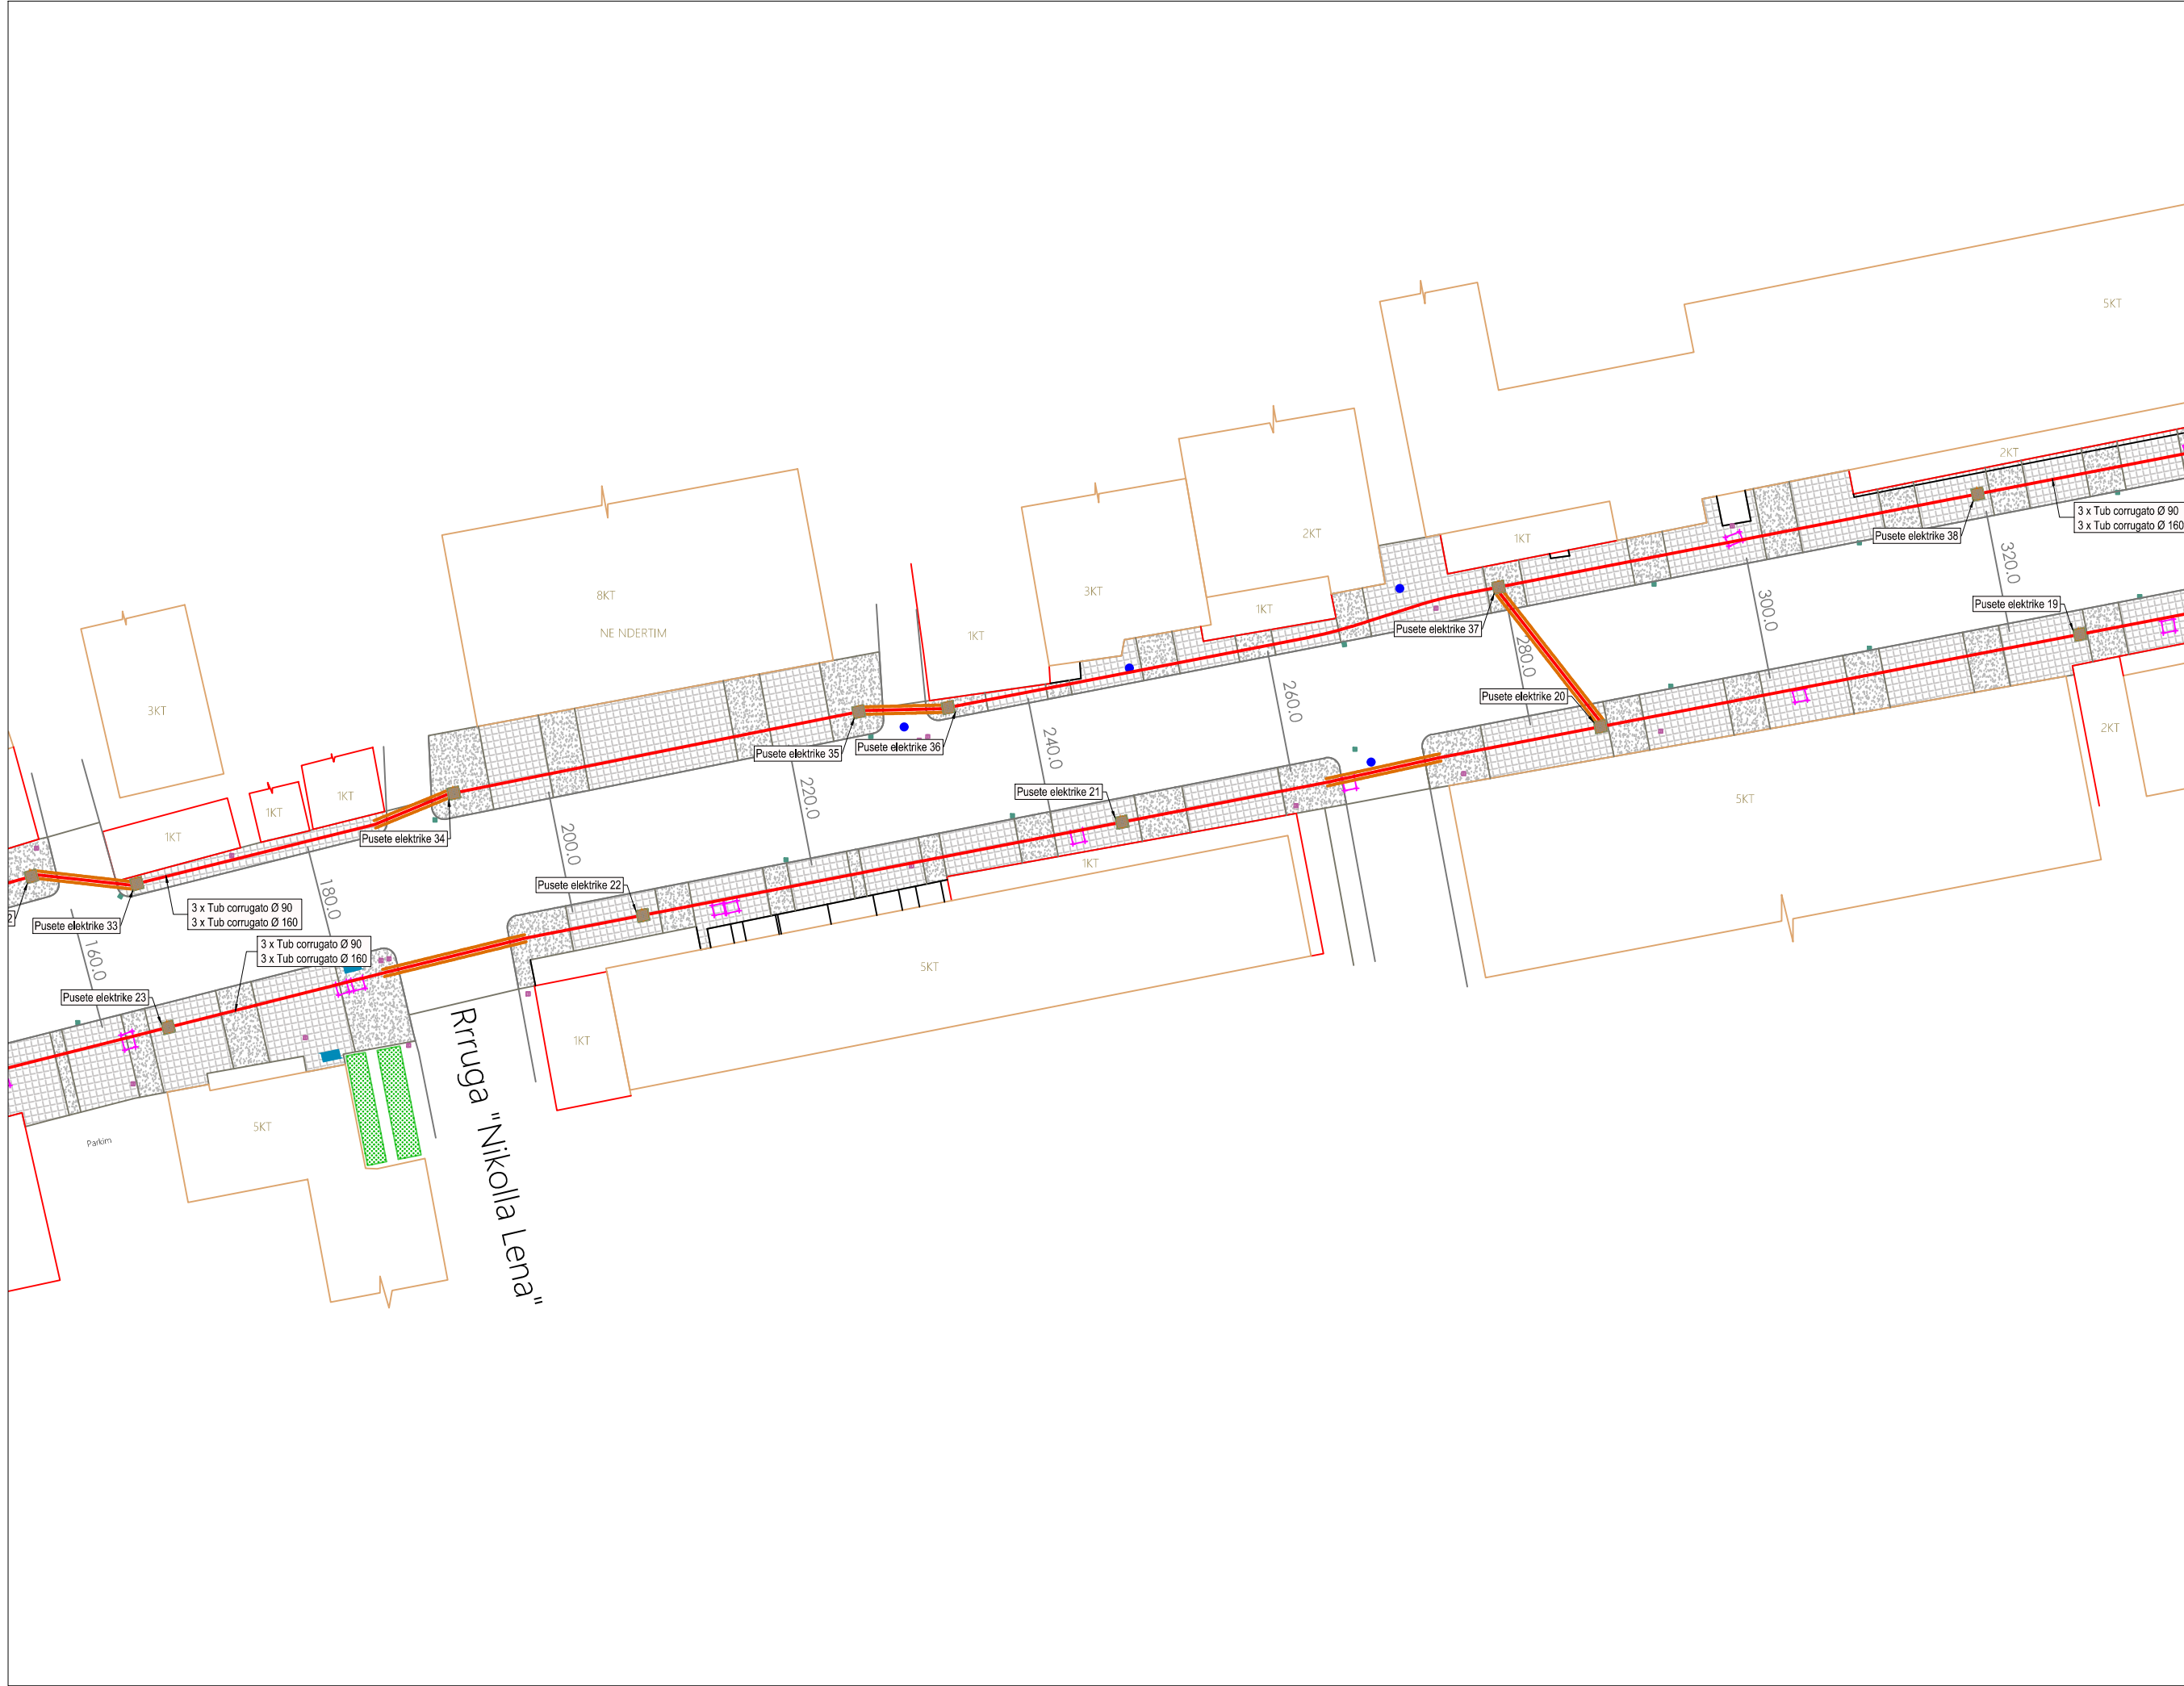 5KT
2KT
3 x Tub corrugato Ø 90
3 x Tub corrugato Ø 160
Pusete elektrike 38
320.0
2KT
1KT
3KT
8KT
NE NDERTIM
1KT
1KT
Pusete elektrike 37
300.0
280.0
Pusete elektrike 19
Pusete elektrike 20
260.0
2KT
3KT
Pusete elektrike 35
Pusete elektrike 36
240.0
220.0
Pusete elektrike 21
5KT
1KT
1KT
1KT
Pusete elektrike 34
200.0
180.0
1KT
Pusete elektrike 22
3 x Tub corrugato Ø 90
3 x Tub corrugato Ø 160
2
Pusete elektrike 33
160.0
3 x Tub corrugato Ø 90
3 x Tub corrugato Ø 160
5KT
Pusete elektrike 23
1KT
Rrruga "Nikolla Lena"
5KT
Parkim